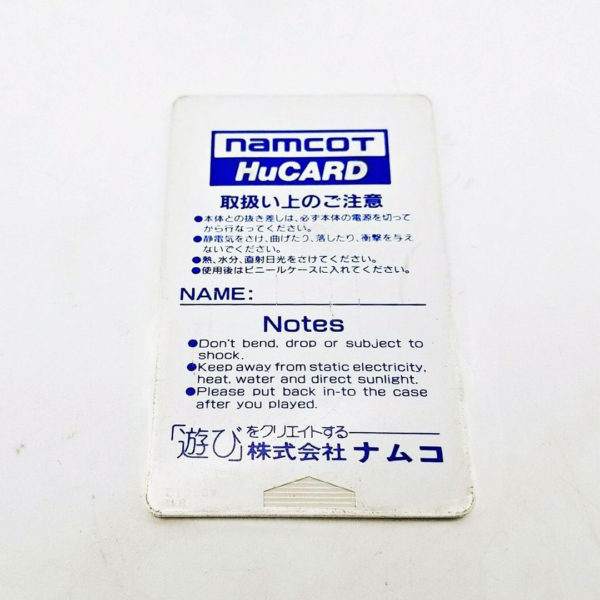 namcot
HuCARD
取扱い上のご注意
●本体との抜き差しは、必ず本体の電源を切って
から行なってください。
●静電気をさけ、曲げたり、落したり、衝撃を与え
ないでください。
●熱、水分、直射日光をさけてください。
●使用後はビニールケースに入れてください。
NAME:
Notes
●Don't bend, drop or subject to
shock.
●Keep away from static electricity,
heat, water and direct sunlight.
●Please put back in-to the case
after you played.
「遊び」をクリエイトする
株式会社ナムコ